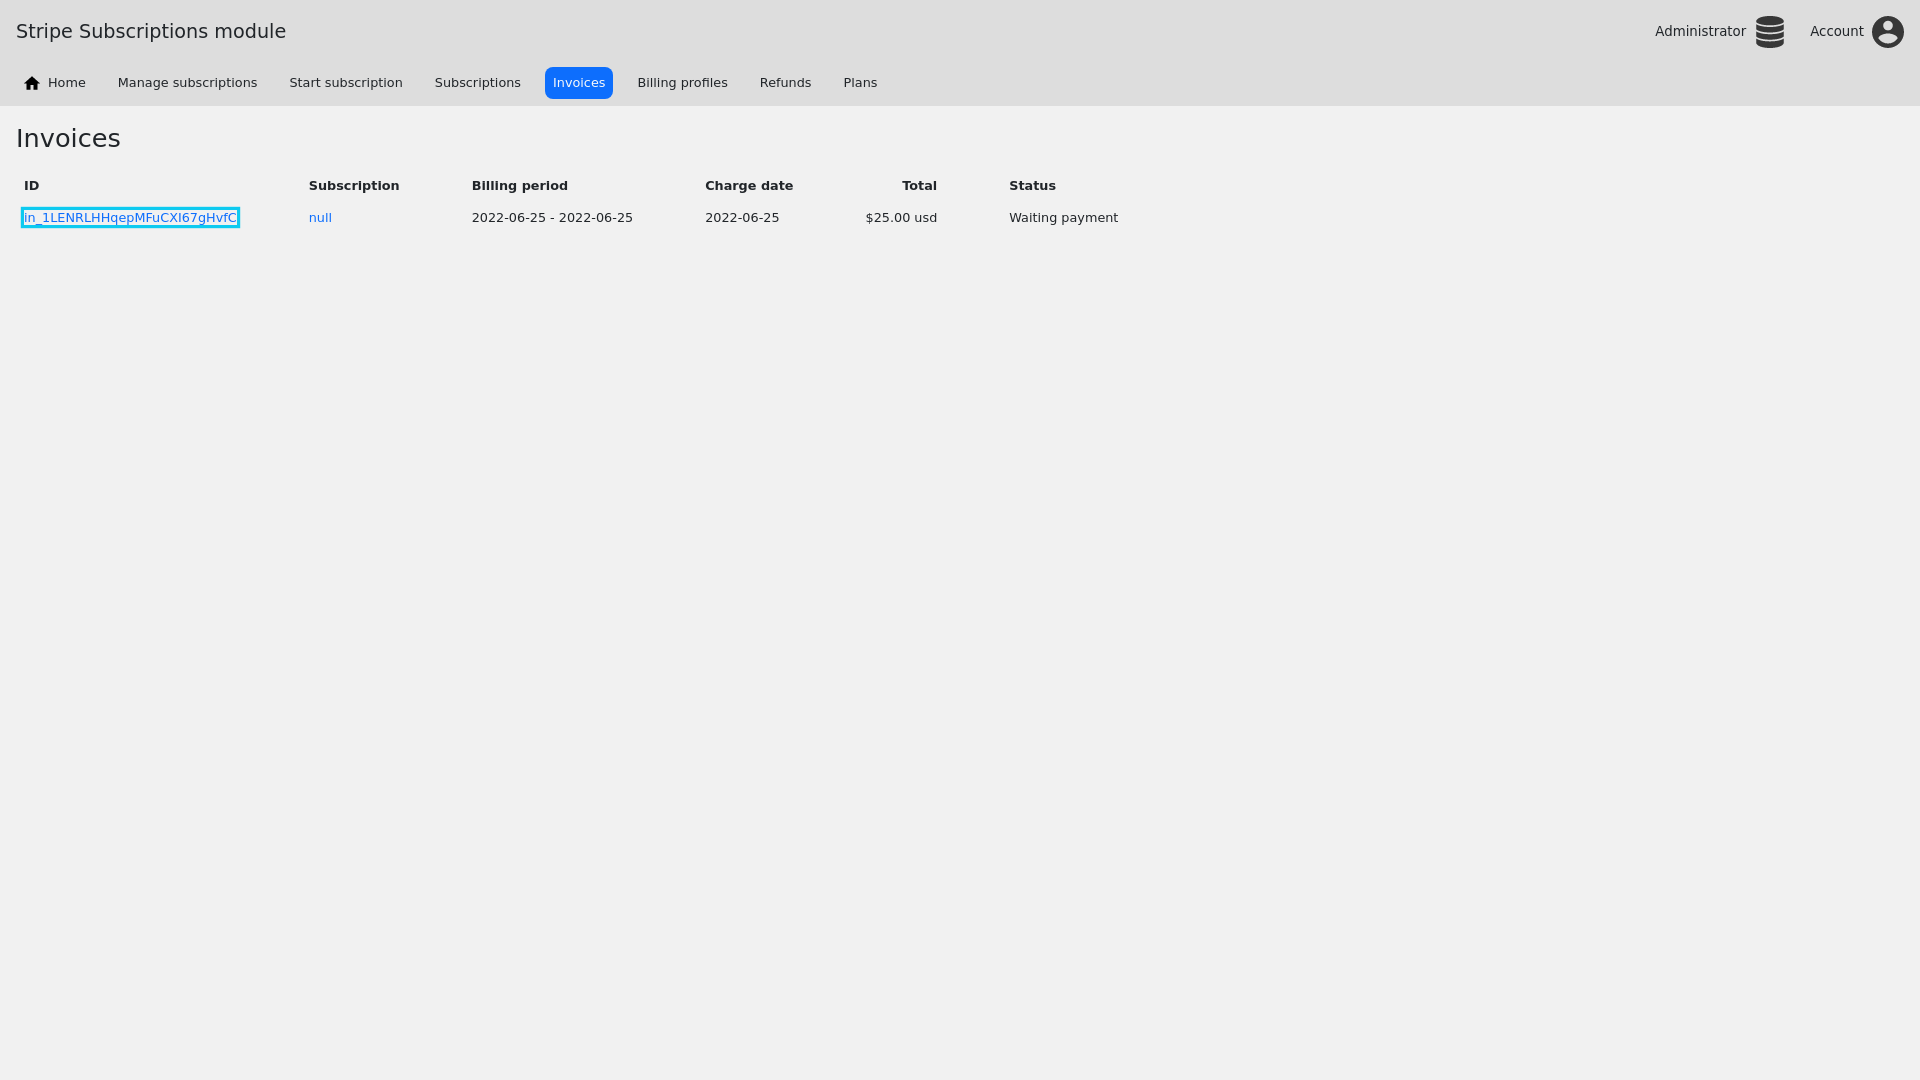 Stripe Subscriptions module
Administrator
Account
Home Manage subscriptions Start subscription Subscriptions Invoices Billing profiles Refunds Plans
Invoices
ID Subscription Billing period Charge date Total Status
in_1LENRLHHqepMFuCXI67gHvfC null 2022-06-25 - 2022-06-25 2022-06-25 $25.00 usd Waiting payment